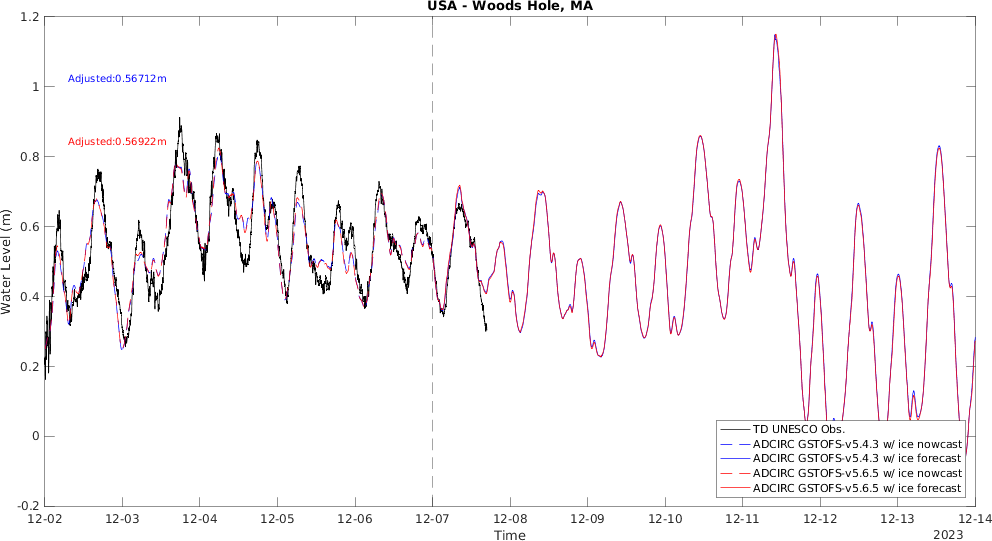 USA - Woods Hole, MA
1.2
1
0.8
0.6
0.4
0.2
0
-0.2
Water Level (m)
Adjusted:0.56712m
Adjusted:0.56922m
TD UNESCO Obs.
ADCIRC GSTOFS-v5.4.3 w/ ice nowcast
ADCIRC GSTOFS-v5.4.3 w/ ice forecast
ADCIRC GSTOFS-v5.6.5 w/ ice nowcast
ADCIRC GSTOFS-v5.6.5 w/ ice forecast
12-02 12-03 12-04 12-05 12-06 12-07 12-08 12-09 12-10 12-11 12-12 12-13 12-14
Time
2023